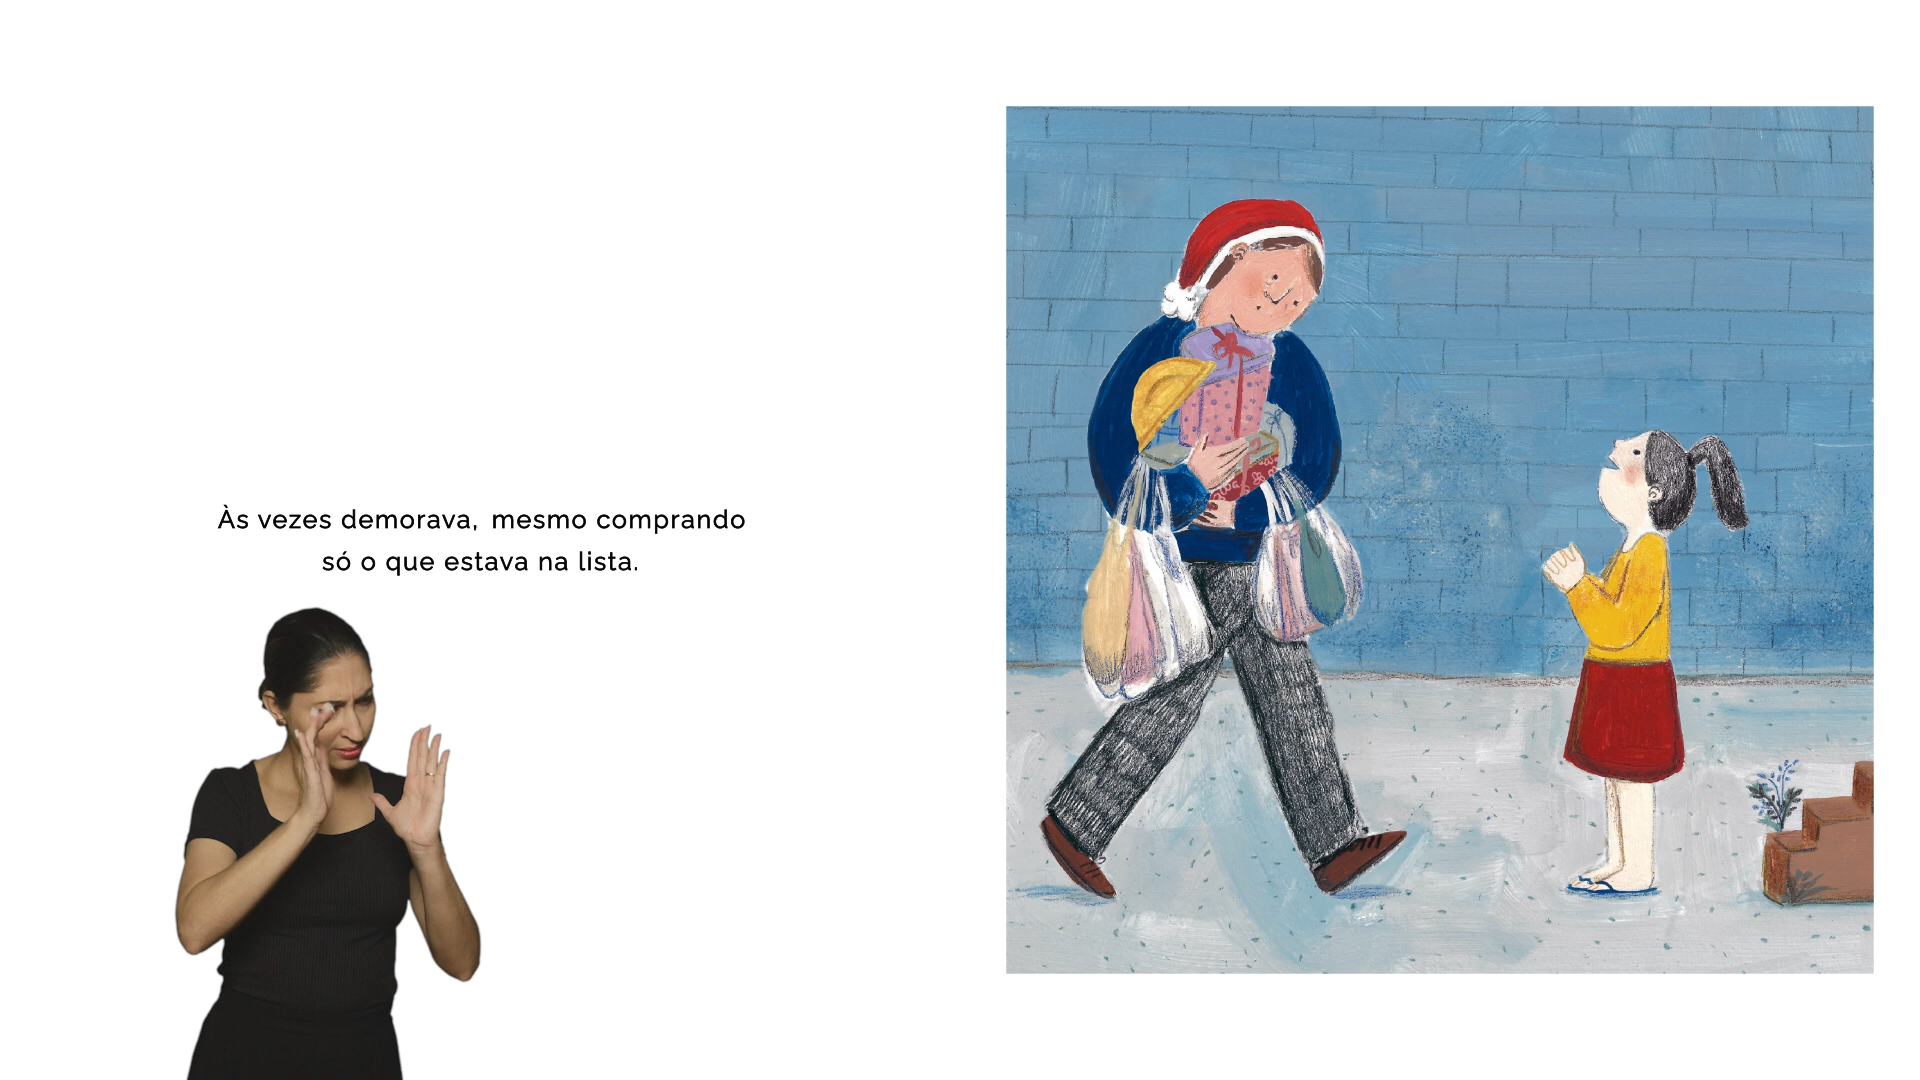 Às vezes demorava, mesmo comprando
só o que estava na lista.